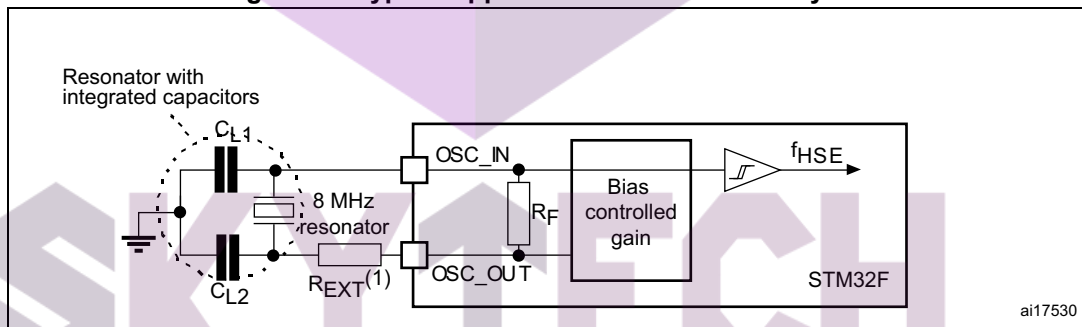 Resonator with
integrated capacitors
CL1
OSC_IN
fHSE
8 MHz
resonator
RF
Bias
controlled
gain
REXT(1)
OSC_OUT
STM32F
CL2
ai17530
SKYTECH